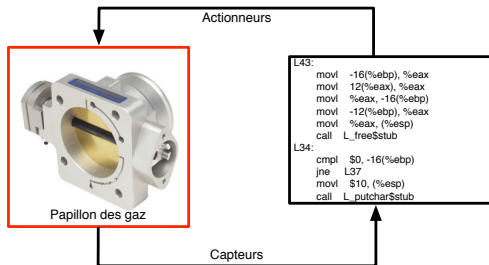 Actionneurs
L43:
movl -16(%ebp), %eax
movl 12(%eax), %eax
movl %eax, -16(%ebp)
movl -12(%ebp), %eax
movl %eax, (%esp)
call L_free$stub
L34:
cmpl $0, -16(%ebp)
jne L37
movl $10, (%esp)
call L_putchar$stub
Papillon des gaz
Capteurs